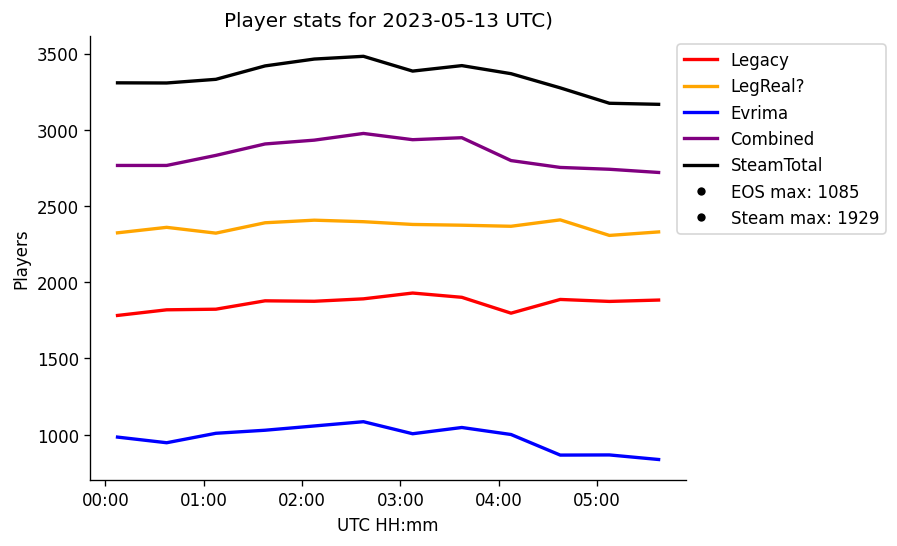 Player stats for 2023-05-13 UTC)
3500
3000
2500
2000
1500
1000
Players
00:00 01:00 02:00 03:00 04:00 05:00
UTC HH:mm
Legacy
LegReal?
Evrima
Combined
SteamTotal
EOS max: 1085
Steam max: 1929